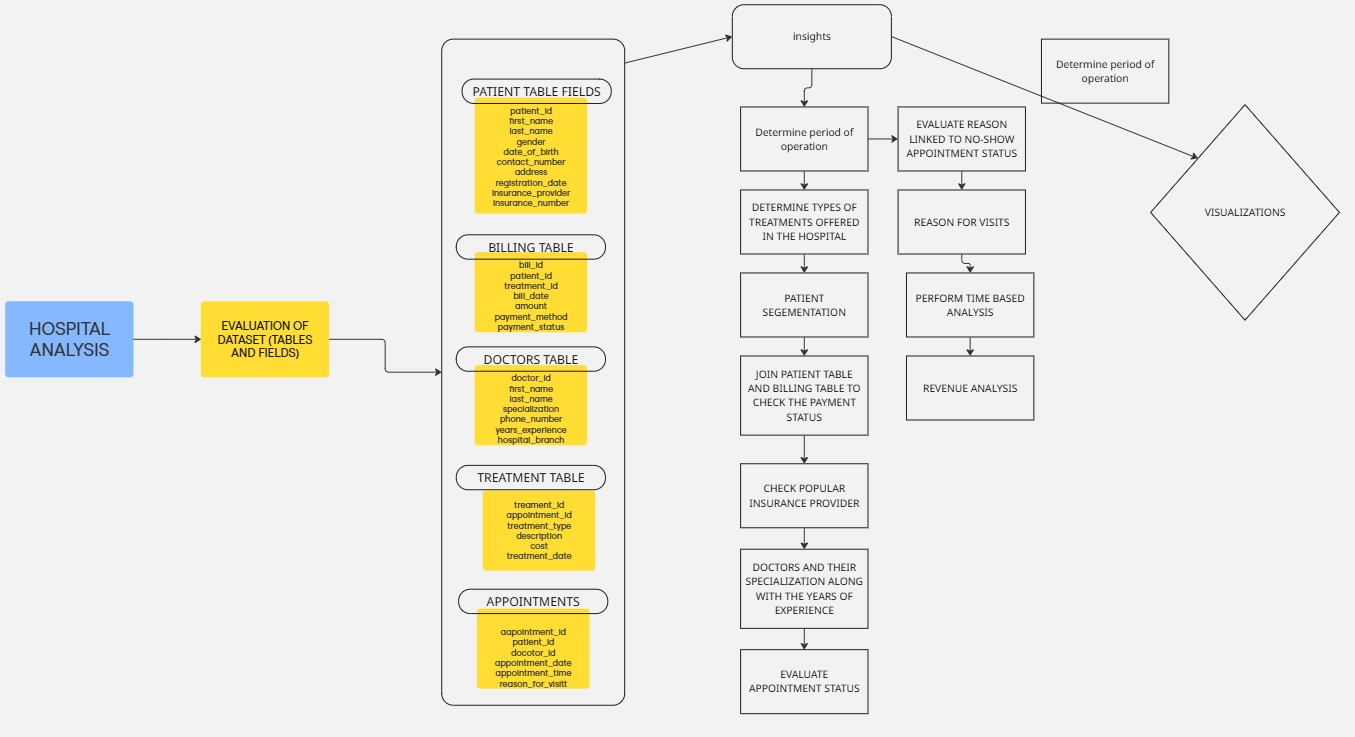 HOSPITAL
ANALYSIS
EVALUATION OF
DATASET (TABLES
AND FIELDS)
PATIENT TABLE FIELDS
patient_id
first_name
last_name
gender
date_of_birth
contact_number
address
registration_date
insurance_provider
insurance_number
BILLING TABLE
bill_id
patient_id
treatment_id
bill_date
amount
payment_method
payment_status
DOCTORS TABLE
doctor_id
first_name
last_name
specialization
phone_number
years_experience
hospital_branch
TREATMENT TABLE
treament_id
appointment_id
treatment_type
description
cost
treatment_date
APPOINTMENTS
aapointment_id
patient_id
docotor_id
appointment_date
appointment_time
reason_for_visitt
insights
Determine period of
operation
DETERMINE TYPES OF
TREATMENTS OFFERED
IN THE HOSPITAL
PATIENT
SEGEMENTATION
JOIN PATIENT TABLE
AND BILLING TABLE TO
CHECK THE PAYMENT
STATUS
CHECK POPULAR
INSURANCE PROVIDER
DOCTORS AND THEIR
SPECIALIZATION ALONG
WITH THE YEARS OF
EXPERIENCE
EVALUATE
APPOINTMENT STATUS
EVALUATE REASON
LINKED TO NO-SHOW
APPOINTMENT STATUS
REASON FOR VISITS
PERFORM TIME BASED
ANALYSIS
REVENUE ANALYSIS
Determine period of
operation
VISUALIZATIONS